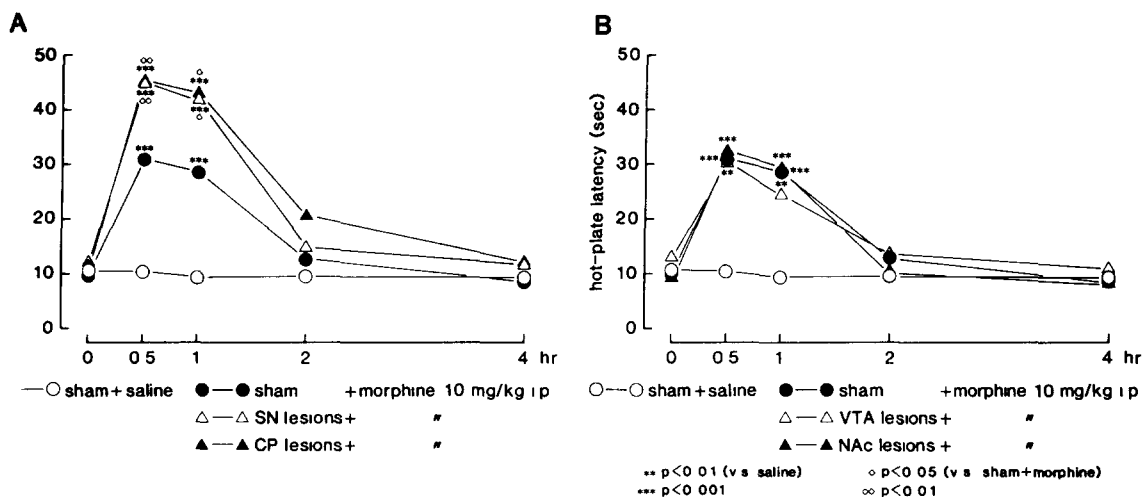 A
50
40
30
20
10
0
◇◇
***
***
◇◇
◇
***
***
◇
***
***
0 0 5 1 2 4 hr
○—○ sham + saline ●—● sham + morphine 10 mg/kg i p
△—△ SN lesions + 〃
▲—▲ CP lesions + 〃
B
hot-plate latency (sec)
50
40
30
20
10
0
***
***
**
***
***
**
0 0 5 1 2 4 hr
○—○ sham + saline ●—● sham + morphine 10 mg/kg i p
△—△ VTA lesions + 〃
▲—▲ NAc lesions + 〃
** p<0 01 (v s saline) ◇ p<0 05 (v s sham+morphine)
*** p<0 001 ◇◇ p<0 01